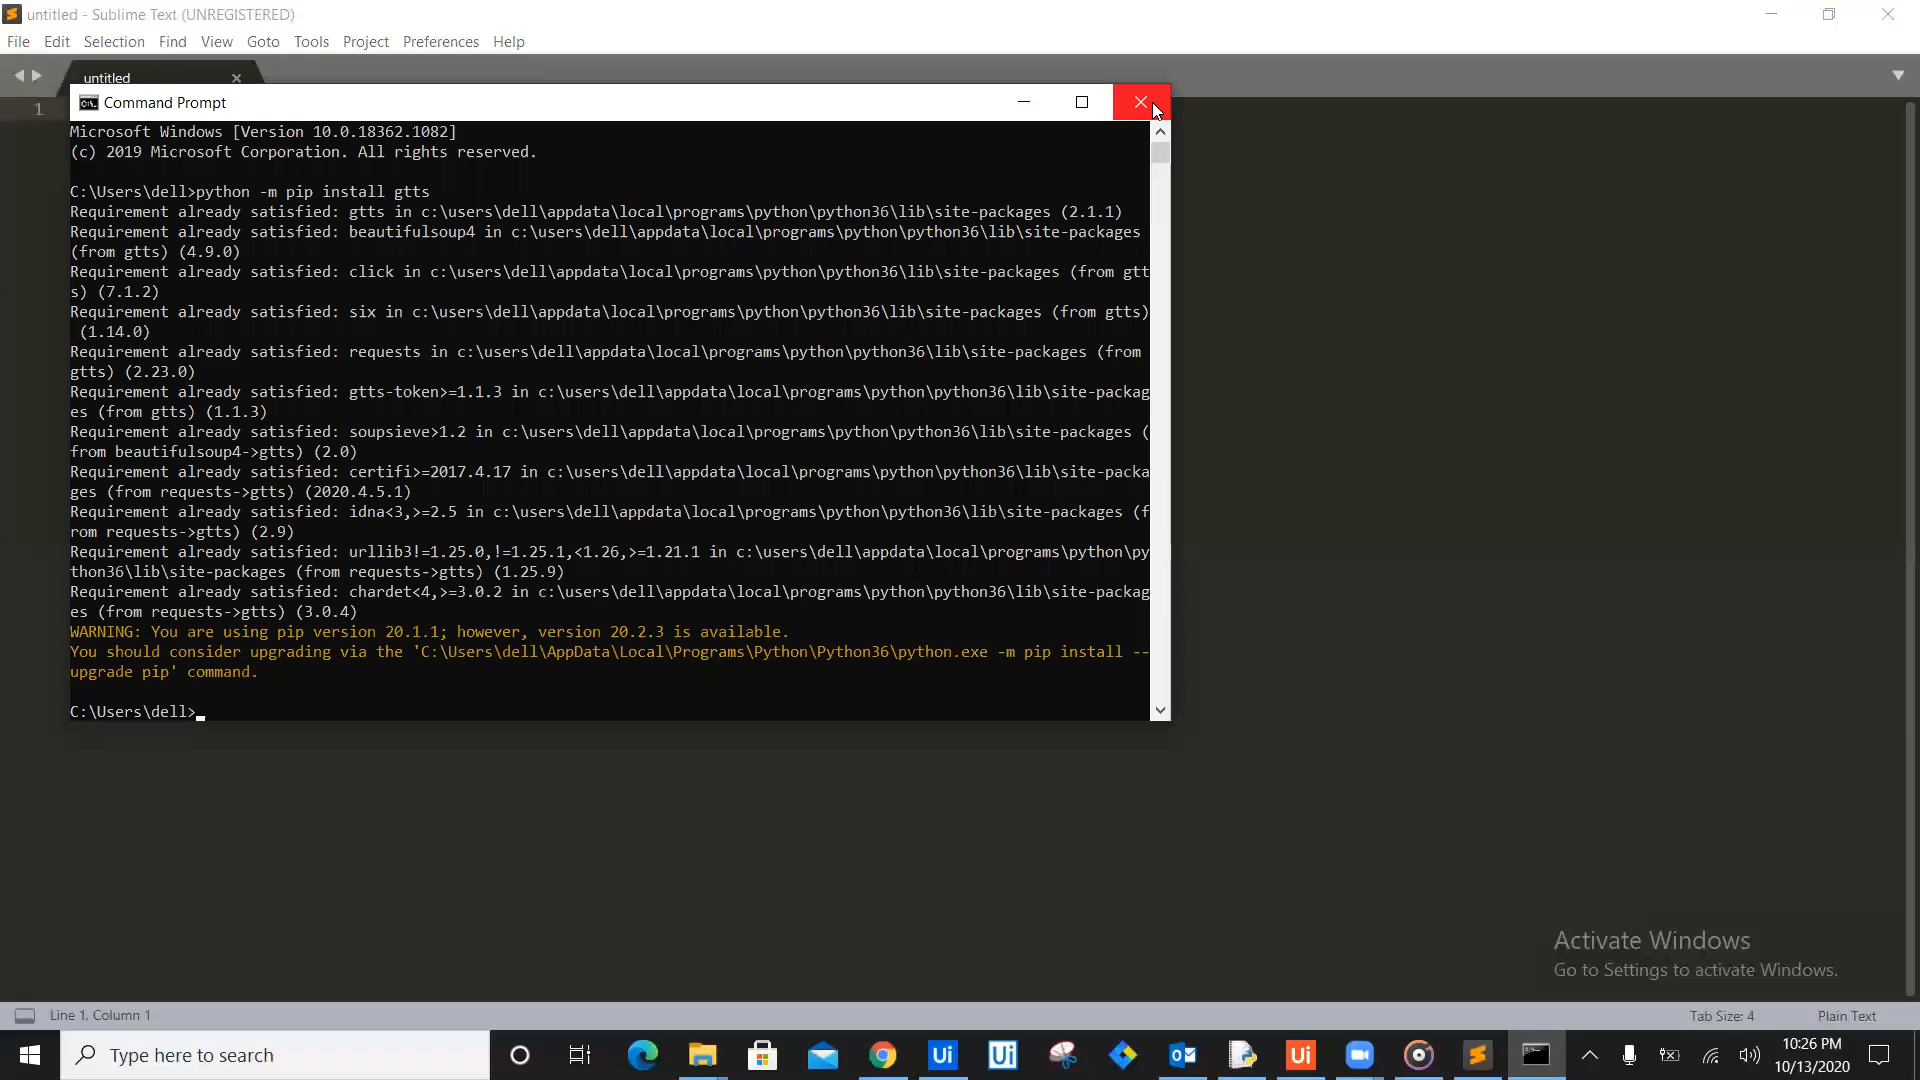 untitled - Sublime Text (UNREGISTERED)
File Edit Selection Find View Goto Tools Project Preferences Help
untitled
1
Command Prompt
Microsoft Windows [Version 10.0.18362.1082]
(c) 2019 Microsoft Corporation. All rights reserved.
C:\Users\dell>python -m pip install gtts
Requirement already satisfied: gtts in c:\users\dell\appdata\local\programs\python\python36\lib\site-packages (2.1.1)
Requirement already satisfied: beautifulsoup4 in c:\users\dell\appdata\local\programs\python\python36\lib\site-packages
(from gtts) (4.9.0)
Requirement already satisfied: click in c:\users\dell\appdata\local\programs\python\python36\lib\site-packages (from gtt
s) (7.1.2)
Requirement already satisfied: six in c:\users\dell\appdata\local\programs\python\python36\lib\site-packages (from gtts)
(1.14.0)
Requirement already satisfied: requests in c:\users\dell\appdata\local\programs\python\python36\lib\site-packages (from
gtts) (2.23.0)
Requirement already satisfied: gtts-token>=1.1.3 in c:\users\dell\appdata\local\programs\python\python36\lib\site-packag
es (from gtts) (1.1.3)
Requirement already satisfied: soupsieve>1.2 in c:\users\dell\appdata\local\programs\python\python36\lib\site-packages (
from beautifulsoup4->gtts) (2.0)
Requirement already satisfied: certifi>=2017.4.17 in c:\users\dell\appdata\local\programs\python\python36\lib\site-packa
ges (from requests->gtts) (2020.4.5.1)
Requirement already satisfied: idna<3,>=2.5 in c:\users\dell\appdata\local\programs\python\python36\lib\site-packages (f
rom requests->gtts) (2.9)
Requirement already satisfied: urllib3!=1.25.0,!=1.25.1,<1.26,>=1.21.1 in c:\users\dell\appdata\local\programs\python\py
thon36\lib\site-packages (from requests->gtts) (1.25.9)
Requirement already satisfied: chardet<4,>=3.0.2 in c:\users\dell\appdata\local\programs\python\python36\lib\site-packag
es (from requests->gtts) (3.0.4)
WARNING: You are using pip version 20.1.1; however, version 20.2.3 is available.
You should consider upgrading via the 'C:\Users\dell\AppData\Local\Programs\Python\Python36\python.exe -m pip install --
upgrade pip' command.
C:\Users\dell>
Activate Windows
Go to Settings to activate Windows.
Line 1, Column 1
Tab Size: 4 Plain Text
Type here to search
Ui
Ui
Ui
10:26 PM
10/13/2020